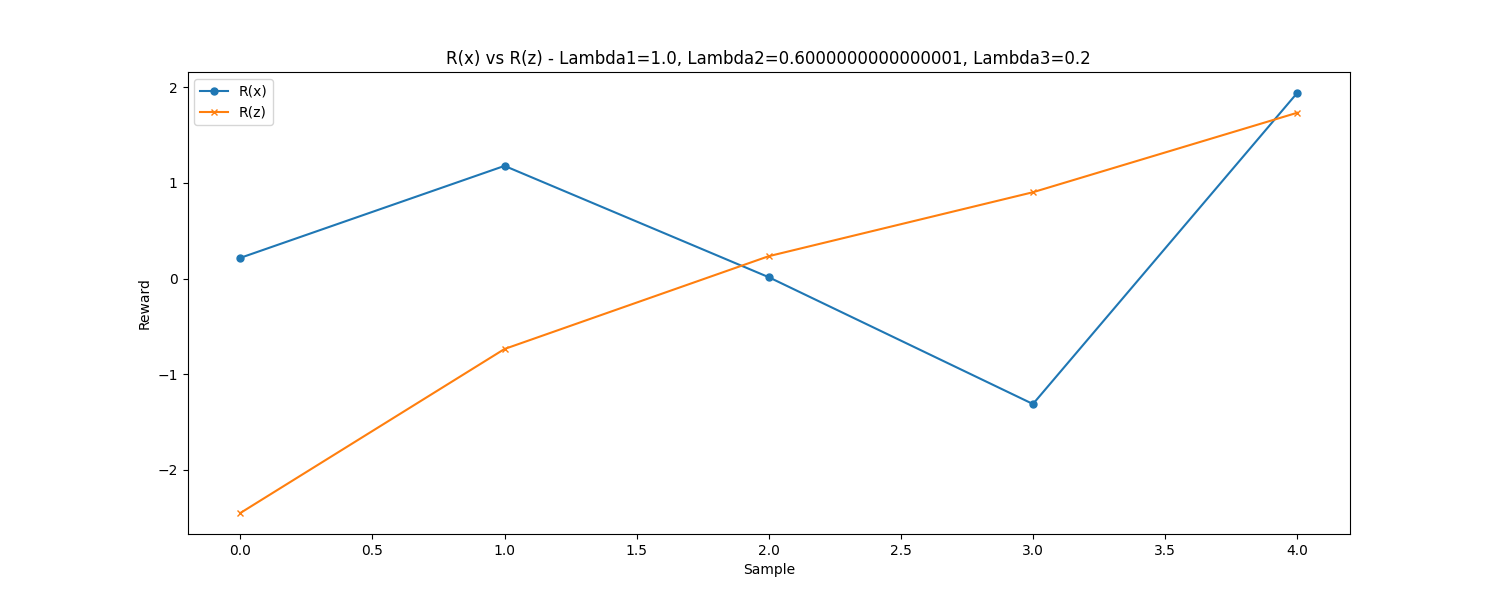 R(x) vs R(z) - Lambda1=1.0, Lambda2=0.6000000000000001, Lambda3=0.2
R(x)
R(z)
2
1
0
−1
−2
Reward
0.0 0.5 1.0 1.5 2.0 2.5 3.0 3.5 4.0
Sample